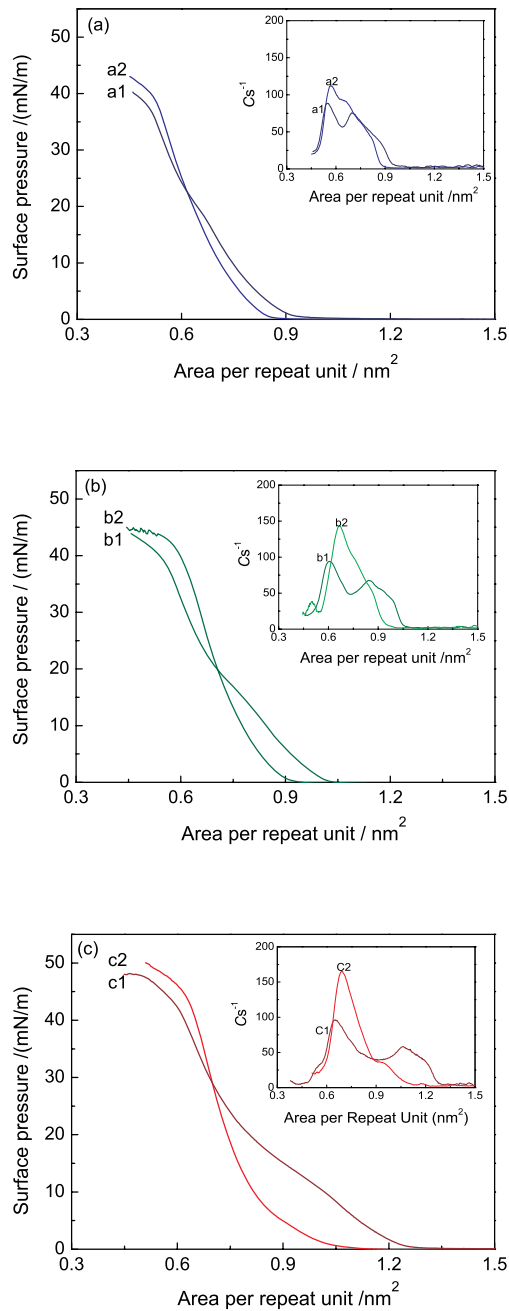 (a)
50
40
30
20
10
0
a2
a1
Surface pressure /(mN/m)
0.3 0.6 0.9 1.2 1.5
Area per repeat unit / nm²
200
150
100
50
0
Cs⁻¹
a2
a1
0.3 0.6 0.9 1.2 1.5
Area per repeat unit /nm²
(b)
50
40
30
20
10
0
b2
b1
Surface pressure / (mN/m)
0.3 0.6 0.9 1.2 1.5
Area per repeat unit / nm²
200
150
100
50
0
Cs⁻¹
b2
b1
0.3 0.6 0.9 1.2 1.5
Area per repeat unit /nm²
(c)
50
40
30
20
10
0
c2
c1
Surface pressure /(mN/m)
0.3 0.6 0.9 1.2 1.5
Area per repeat unit /nm²
200
150
100
50
0
Cs⁻¹
C2
C1
0.3 0.6 0.9 1.2 1.5
Area per Repeat Unit (nm²)